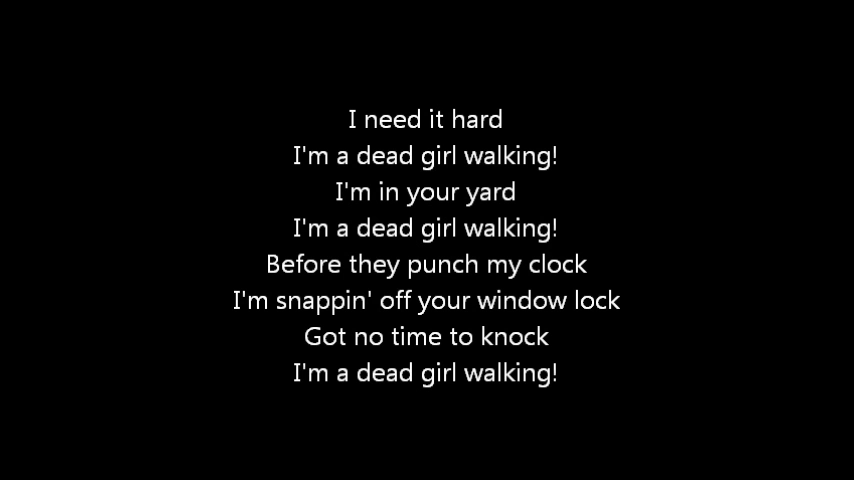 I need it hard
I'm a dead girl walking!
I'm in your yard
I'm a dead girl walking!
Before they punch my clock
I'm snappin' off your window lock
Got no time to knock
I'm a dead girl walking!